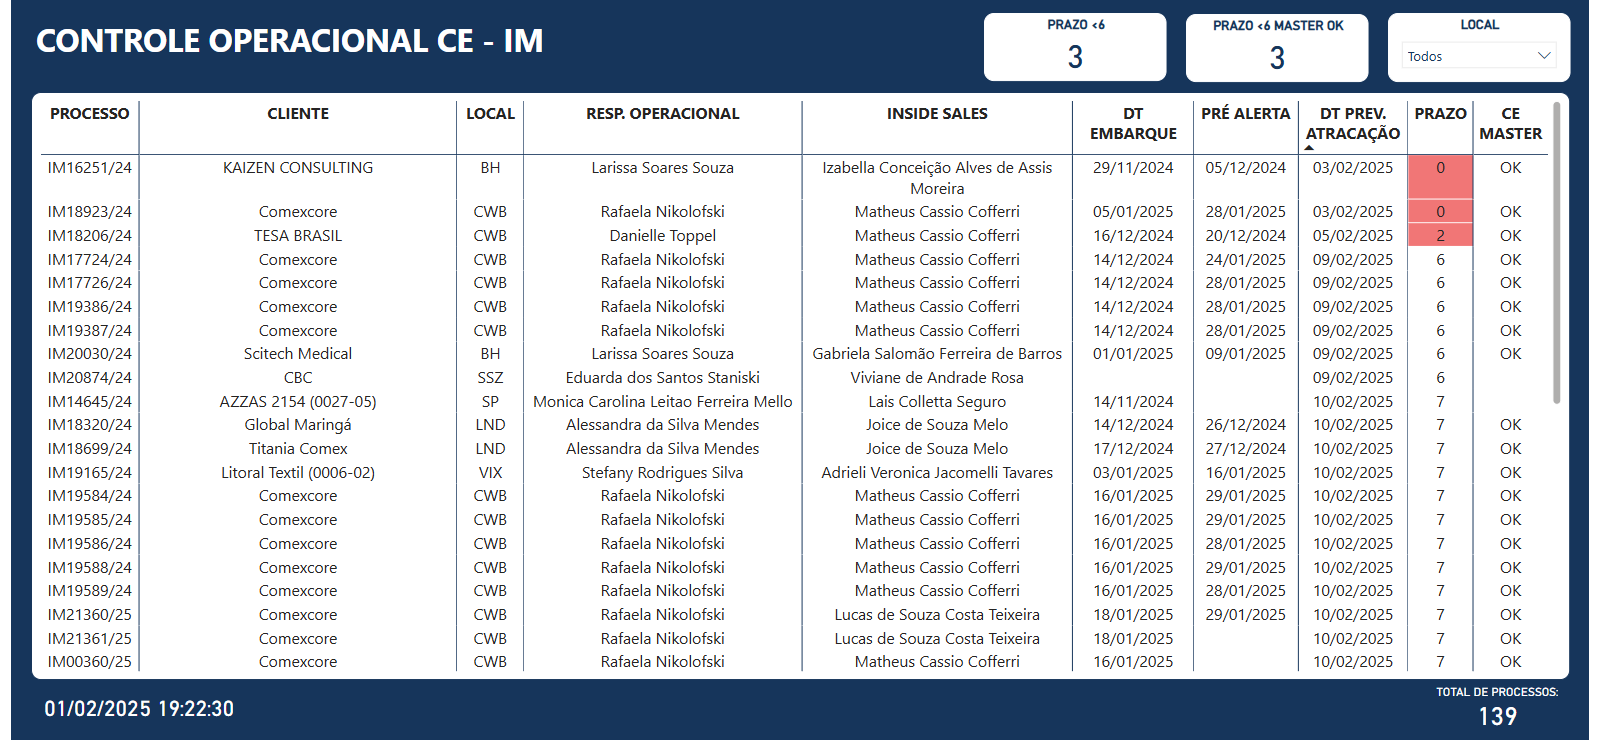 CONTROLE OPERACIONAL CE - IM
PRAZO <6
3
PRAZO <6 MASTER OK
3
LOCAL
Todos
PROCESSO CLIENTE LOCAL RESP. OPERACIONAL INSIDE SALES DT EMBARQUE PRÉ ALERTA DT PREV. ATRACAÇÃO PRAZO CE MASTER
IM16251/24 KAIZEN CONSULTING BH Larissa Soares Souza Izabella Conceição Alves de Assis Moreira 29/11/2024 05/12/2024 03/02/2025 0 OK
IM18923/24 Comexcore CWB Rafaela Nikolofski Matheus Cassio Cofferri 05/01/2025 28/01/2025 03/02/2025 0 OK
IM18206/24 TESA BRASIL CWB Danielle Toppel Matheus Cassio Cofferri 16/12/2024 20/12/2024 05/02/2025 2 OK
IM17724/24 Comexcore CWB Rafaela Nikolofski Matheus Cassio Cofferri 14/12/2024 24/01/2025 09/02/2025 6 OK
IM17726/24 Comexcore CWB Rafaela Nikolofski Matheus Cassio Cofferri 14/12/2024 28/01/2025 09/02/2025 6 OK
IM19386/24 Comexcore CWB Rafaela Nikolofski Matheus Cassio Cofferri 14/12/2024 28/01/2025 09/02/2025 6 OK
IM19387/24 Comexcore CWB Rafaela Nikolofski Matheus Cassio Cofferri 14/12/2024 28/01/2025 09/02/2025 6 OK
IM20030/24 Scitech Medical BH Larissa Soares Souza Gabriela Salomão Ferreira de Barros 01/01/2025 09/01/2025 09/02/2025 6 OK
IM20874/24 CBC SSZ Eduarda dos Santos Staniski Viviane de Andrade Rosa 09/02/2025 6
IM14645/24 AZZAS 2154 (0027-05) SP Monica Carolina Leitao Ferreira Mello Lais Colletta Seguro 14/11/2024 10/02/2025 7
IM18320/24 Global Maringá LND Alessandra da Silva Mendes Joice de Souza Melo 14/12/2024 26/12/2024 10/02/2025 7 OK
IM18699/24 Titania Comex LND Alessandra da Silva Mendes Joice de Souza Melo 17/12/2024 27/12/2024 10/02/2025 7 OK
IM19165/24 Litoral Textil (0006-02) VIX Stefany Rodrigues Silva Adrieli Veronica Jacomelli Tavares 03/01/2025 16/01/2025 10/02/2025 7 OK
IM19584/24 Comexcore CWB Rafaela Nikolofski Matheus Cassio Cofferri 16/01/2025 29/01/2025 10/02/2025 7 OK
IM19585/24 Comexcore CWB Rafaela Nikolofski Matheus Cassio Cofferri 16/01/2025 29/01/2025 10/02/2025 7 OK
IM19586/24 Comexcore CWB Rafaela Nikolofski Matheus Cassio Cofferri 16/01/2025 28/01/2025 10/02/2025 7 OK
IM19588/24 Comexcore CWB Rafaela Nikolofski Matheus Cassio Cofferri 16/01/2025 29/01/2025 10/02/2025 7 OK
IM19589/24 Comexcore CWB Rafaela Nikolofski Matheus Cassio Cofferri 16/01/2025 28/01/2025 10/02/2025 7 OK
IM21360/25 Comexcore CWB Rafaela Nikolofski Lucas de Souza Costa Teixeira 18/01/2025 29/01/2025 10/02/2025 7 OK
IM21361/25 Comexcore CWB Rafaela Nikolofski Lucas de Souza Costa Teixeira 18/01/2025 10/02/2025 7 OK
IM00360/25 Comexcore CWB Rafaela Nikolofski Matheus Cassio Cofferri 16/01/2025 10/02/2025 7 OK
01/02/2025 19:22:30
TOTAL DE PROCESSOS:
139